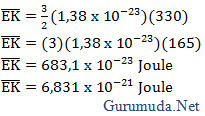 EK = 3/2 (1,38 x 10⁻²³)(330)
EK = (3)(1,38 x 10⁻²³)(165)
EK = 683,1 x 10⁻²³ Joule
EK = 6,831 x 10⁻²¹ Joule
Gurumuda.Net